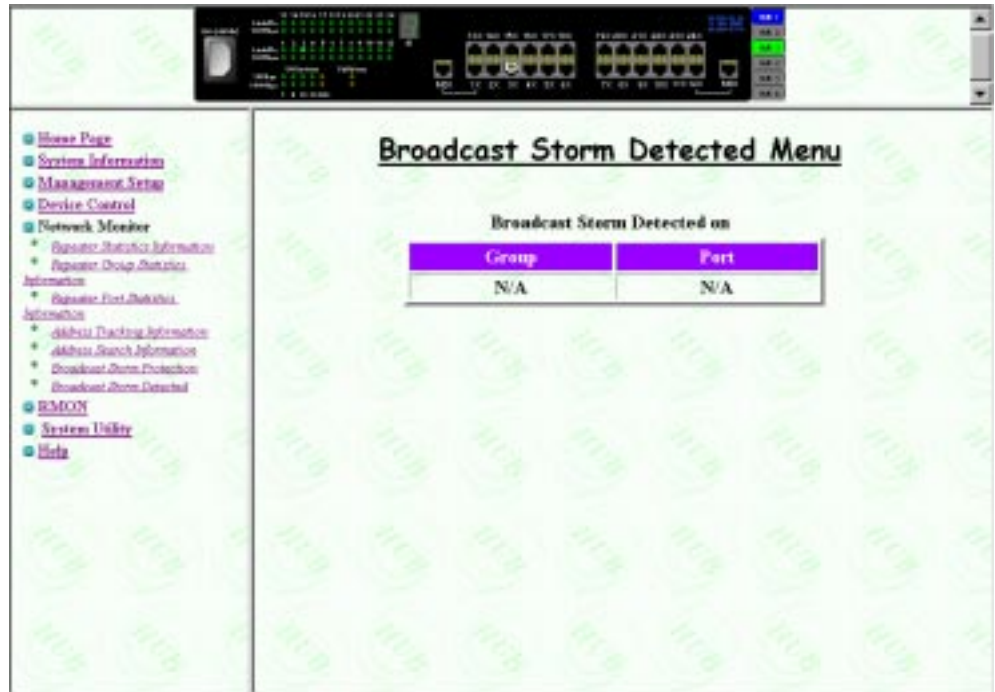 Home Page
System Information
Management Setup
Device Control
Network Monitor
Repeater Statistics Information
Repeater Group Statistics
Information
Repeater Port Statistics
Information
Address Tracking Information
Address Search Information
Broadcast Storm Protection
Broadcast Storm Detected
RMON
System Utility
Help
Broadcast Storm Detected Menu
Broadcast Storm Detected on
Group Port
N/A N/A